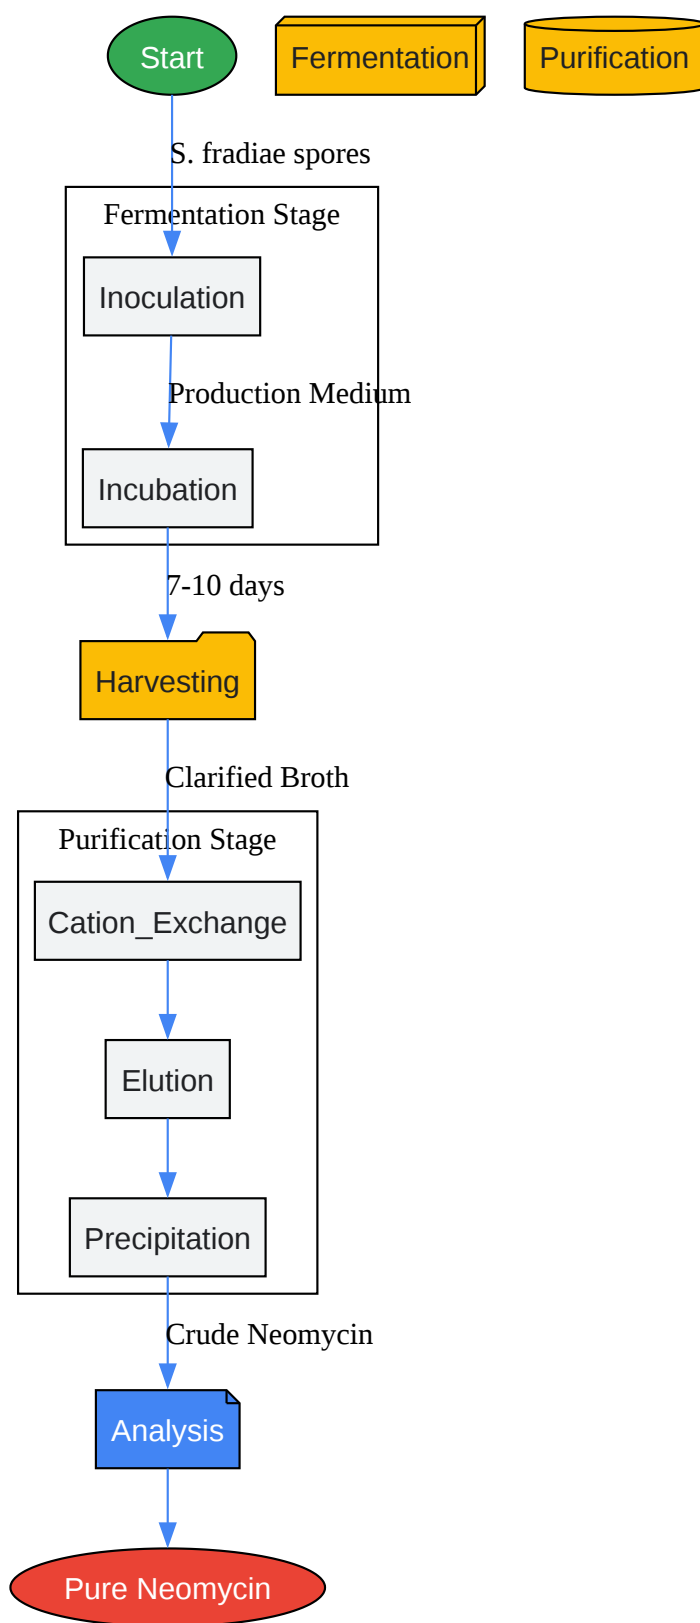 Start
Fermentation
Purification
S. fradiae spores
Fermentation Stage
Inoculation
Production Medium
Incubation
7-10 days
Harvesting
Clarified Broth
Purification Stage
Cation_Exchange
Elution
Precipitation
Crude Neomycin
Analysis
Pure Neomycin